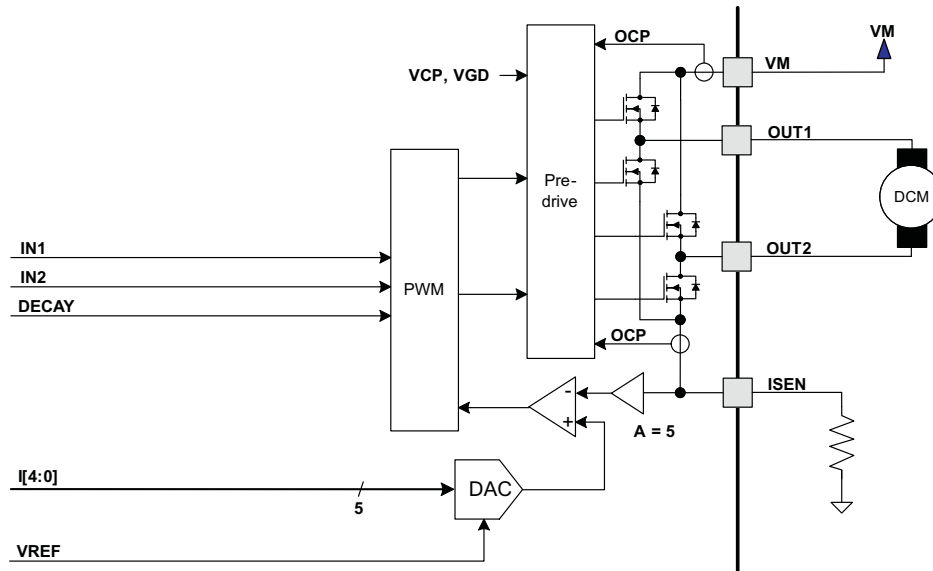 OCP
VM
VM
VCP, VGD
OUT1
Pre-
drive
DCM
IN1
OUT2
IN2
PWM
DECAY
OCP
ISEN
-
+
A = 5
I[4:0]
5
DAC
VREF